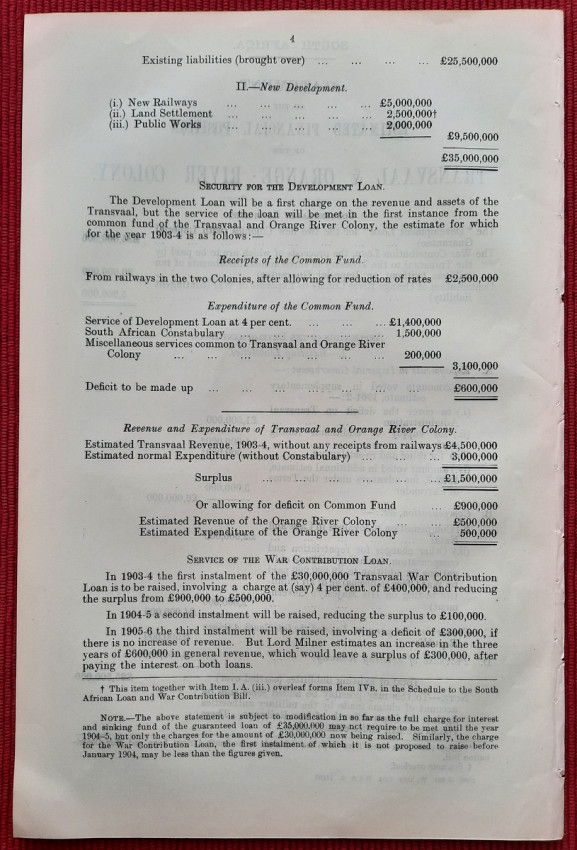 4
Existing liabilities (brought over) ... ... ... ... £25,500,000
II.—New Development.
(i.) New Railways ... ... ... ... ... £5,000,000
(ii.) Land Settlement ... ... ... ... ... 2,500,000†
(iii.) Public Works ... ... ... ... ... 2,000,000
£9,500,000
£35,000,000
Security for the Development Loan.
The Development Loan will be a first charge on the revenue and assets of the
Transvaal, but the service of the loan will be met in the first instance from the
common fund of the Transvaal and Orange River Colony, the estimate for which
for the year 1903-4 is as follows:—
Receipts of the Common Fund.
From railways in the two Colonies, after allowing for reduction of rates £2,500,000
Expenditure of the Common Fund.
Service of Development Loan at 4 per cent. ... ... ... £1,400,000
South African Constabulary ... ... ... ... ... 1,500,000
Miscellaneous services common to Transvaal and Orange River
Colony ... ... ... ... ... ... ... 200,000
3,100,000
Deficit to be made up ... ... ... ... ... ... £600,000
Revenue and Expenditure of Transvaal and Orange River Colony.
Estimated Transvaal Revenue, 1903-4, without any receipts from railways £4,500,000
Estimated normal Expenditure (without Constabulary) ... ... ... 3,000,000
Surplus ... ... ... ... ... ... £1,500,000
Or allowing for deficit on Common Fund ... £900,000
Estimated Revenue of the Orange River Colony ... ... £500,000
Estimated Expenditure of the Orange River Colony ... 500,000
Service of the War Contribution Loan.
In 1903-4 the first instalment of the £30,000,000 Transvaal War Contribution
Loan is to be raised, involving a charge at (say) 4 per cent. of £400,000, and reducing
the surplus from £900,000 to £500,000.
In 1904-5 a second instalment will be raised, reducing the surplus to £100,000.
In 1905-6 the third instalment will be raised, involving a deficit of £300,000, if
there is no increase of revenue. But Lord Milner estimates an increase in the three
years of £600,000 in general revenue, which would leave a surplus of £300,000, after
paying the interest on both loans.
† This item together with Item I. A. (iii.) overleaf forms Item IVb. in the Schedule to the South
African Loan and War Contribution Bill.
Note.—The above statement is subject to modification in so far as the full charge for interest
and sinking fund of the guaranteed loan of £35,000,000 may not require to be met until the year
1904-5, but only the charges for the amount of £30,000,000 now being raised. Similarly, the charge
for the War Contribution Loan, the first instalment of which it is not proposed to raise before
January 1904, may be less than the figures given.